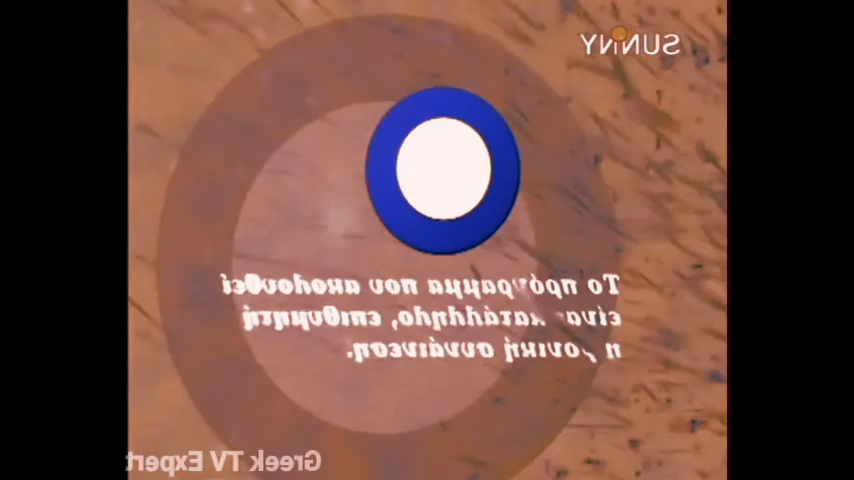 SUNNY
Το πρόγραμμα που ακολουθεί
είναι κατάλληλο, επιθυμητή
η γονική συναίνεση.
Greek TV Expert